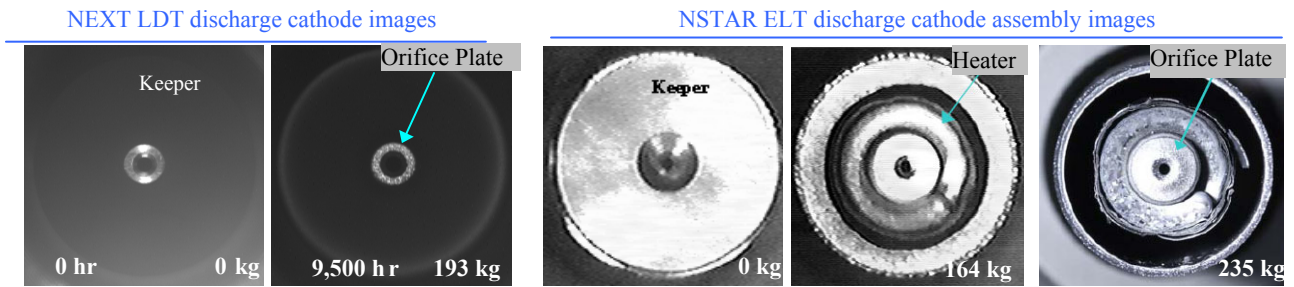 NEXT LDT discharge cathode images
NSTAR ELT discharge cathode assembly images
Keeper
Orifice Plate
0 hr 0 kg
9,500 h r 193 kg
Keeper
0 kg
Heater
164 kg
Orifice Plate
235 kg